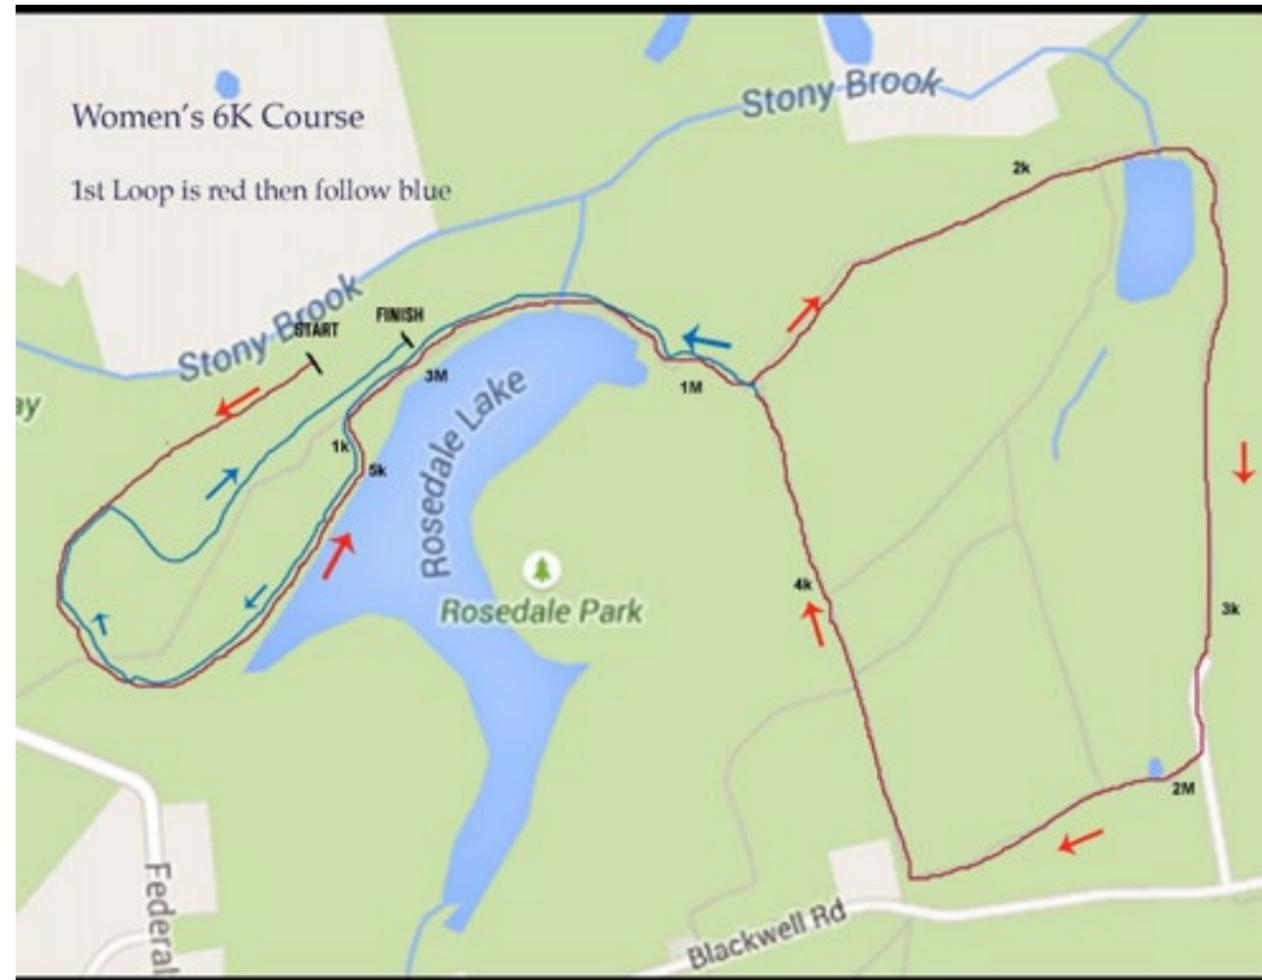 Women's 6K Course
1st Loop is red then follow blue
Stony Brook
2k
Stony Brook
START
FINISH
3M
1M
ay
1k
5k
Rosedale Lake
4k
Rosedale Park
3k
2M
Federal
Blackwell Rd